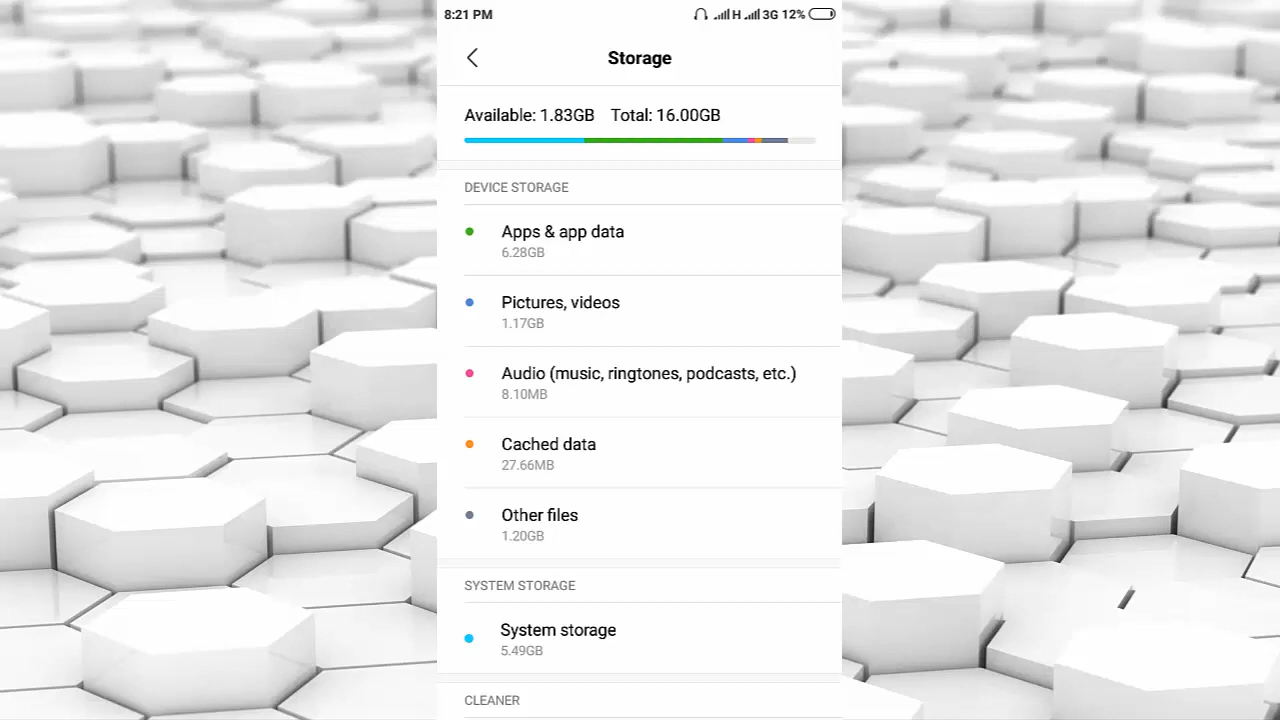 8:21 PM H 3G 12%
Storage
Available: 1.83GB Total: 16.00GB
DEVICE STORAGE
Apps & app data
6.28GB
Pictures, videos
1.17GB
Audio (music, ringtones, podcasts, etc.)
8.10MB
Cached data
27.66MB
Other files
1.20GB
SYSTEM STORAGE
System storage
5.49GB
CLEANER